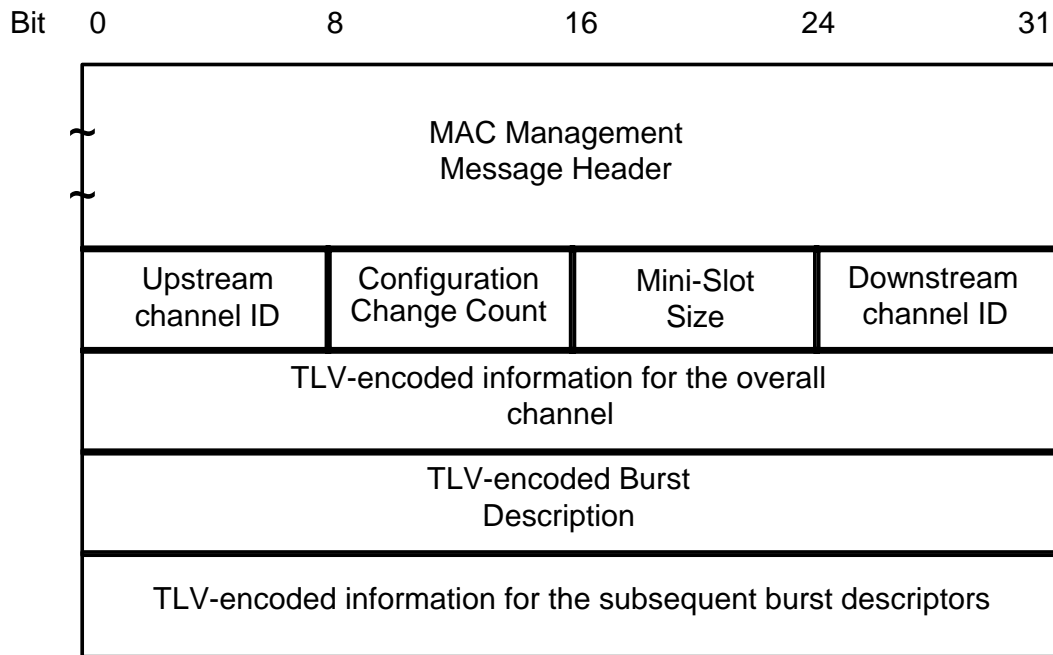 Bit 0 8 16 24 31
MAC Management
Message Header
Upstream
channel ID
Configuration
Change Count
Mini-Slot
Size
Downstream
channel ID
TLV-encoded information for the overall
channel
TLV-encoded Burst
Description
TLV-encoded information for the subsequent burst descriptors